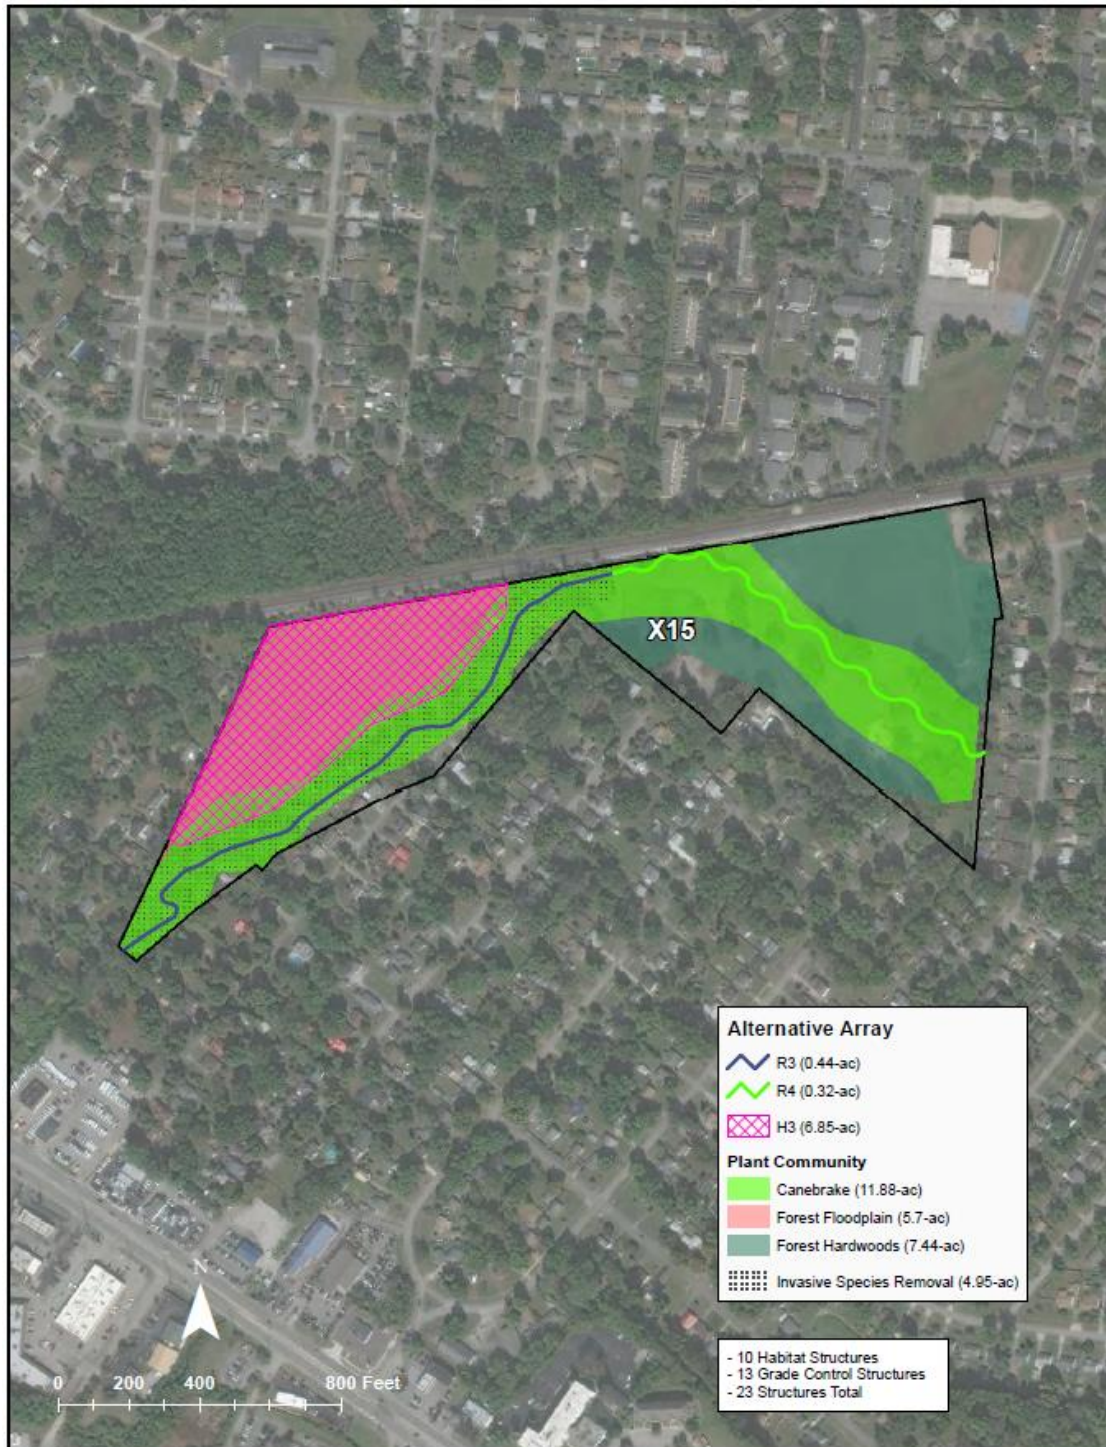 X15
Alternative Array
R3 (0.44-ac)
R4 (0.32-ac)
H3 (6.85-ac)
Plant Community
Canebrake (11.88-ac)
Forest Floodplain (5.7-ac)
Forest Hardwoods (7.44-ac)
Invasive Species Removal (4.95-ac)
- 10 Habitat Structures
- 13 Grade Control Structures
- 23 Structures Total
N
0 200 400 800 Feet